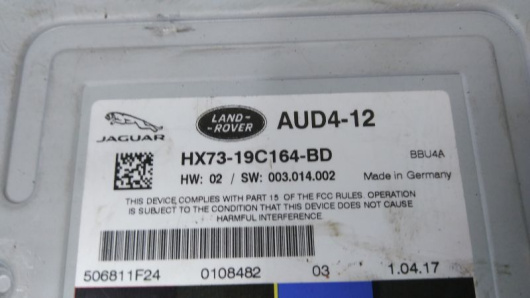 LAND-
ROVER
AUD4-12
JAGUAR
HX73-19C164-BD
BBU4A
HW: 02 / SW: 003.014.002
Made in Germany
THIS DEVICE COMPLIES WITH PART 15 OF THE FCC RULES. OPERATION
IS SUBJECT TO THE CONDITION THAT THIS DEVICE DOES NOT CAUSE
HARMFUL INTERFERENCE
506811F24 0108482 03 1.04.17